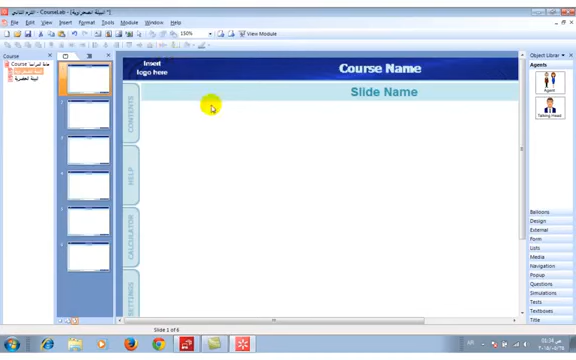 CourseLab
File Edit View Insert Format Tools Module Window Help
150%
View Module
Course
Object Library
Agents
Agent
Talking Head
Insert
logo here
Course Name
Slide Name
CONTENTS
HELP
CALCULATOR
SETTINGS
Balloons
Design
External
Form
Lists
Media
Navigation
Popup
Questions
Simulations
Texts
Textboxes
Title
Slide 1 of 6